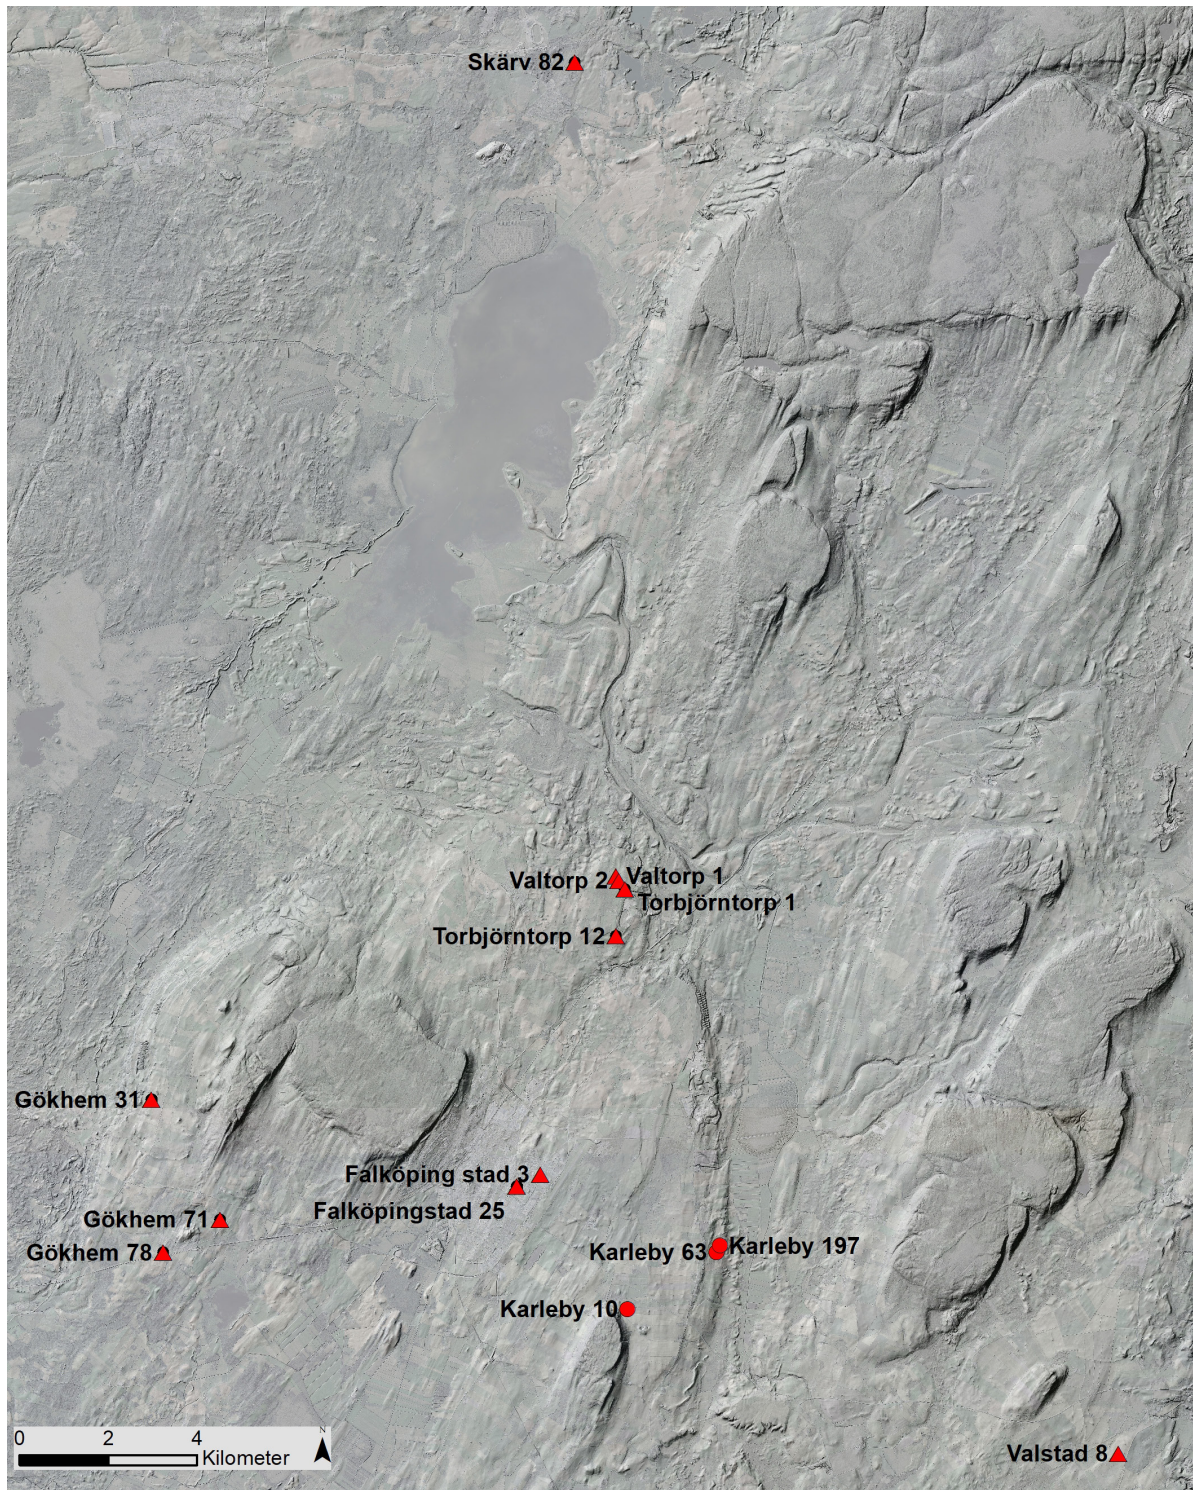 Skärv 82
Valtorp 2
Valtorp 1
Torbjörntorp 1
Torbjörntorp 12
Gökhem 31
Falköping stad 3
Falköpingstad 25
Gökhem 71
Gökhem 78
Karleby 63
Karleby 197
Karleby 10
Valstad 8
0 2 4
Kilometer
N